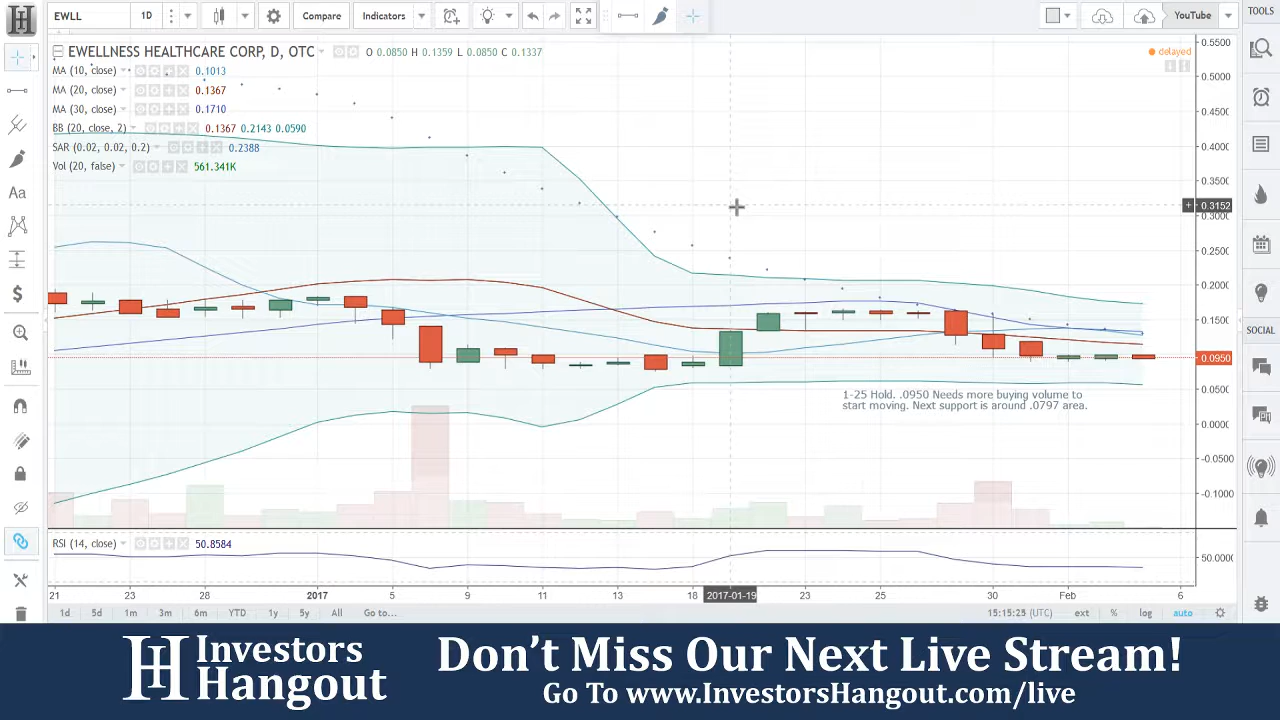 EWLL 1D Compare Indicators YouTube TOOLS
EWELLNESS HEALTHCARE CORP, D, OTC O 0.0850 H 0.1359 L 0.0850 C 0.1337
delayed
MA (10, close) 0.1013
MA (20, close) 0.1367
MA (30, close) 0.1710
BB (20, close, 2) 0.1367 0.2143 0.0590
SAR (0.02, 0.02, 0.2) 0.2388
Vol (20, false) 561.341K
0.5500
0.5000
0.4500
0.4000
0.3500
0.3152
0.3000
0.2500
0.2000
0.1500
0.0950
0.0500
0.0000
-0.0500
-0.1000
Aa
$
SOCIAL
1-25 Hold. .0950 Needs more buying volume to
start moving. Next support is around .0797 area.
RSI (14, close) 50.8584
50.0000
21 23 28 2017 6 9 11 13 18 2017-01-19 23 25 30 Feb 6
1d 5d 1m 3m 6m YTD 1y 5y All Go to... 15:15:25 (UTC) ext % log auto
Investors
Hangout
Don't Miss Our Next Live Stream!
Go To www.InvestorsHangout.com/live